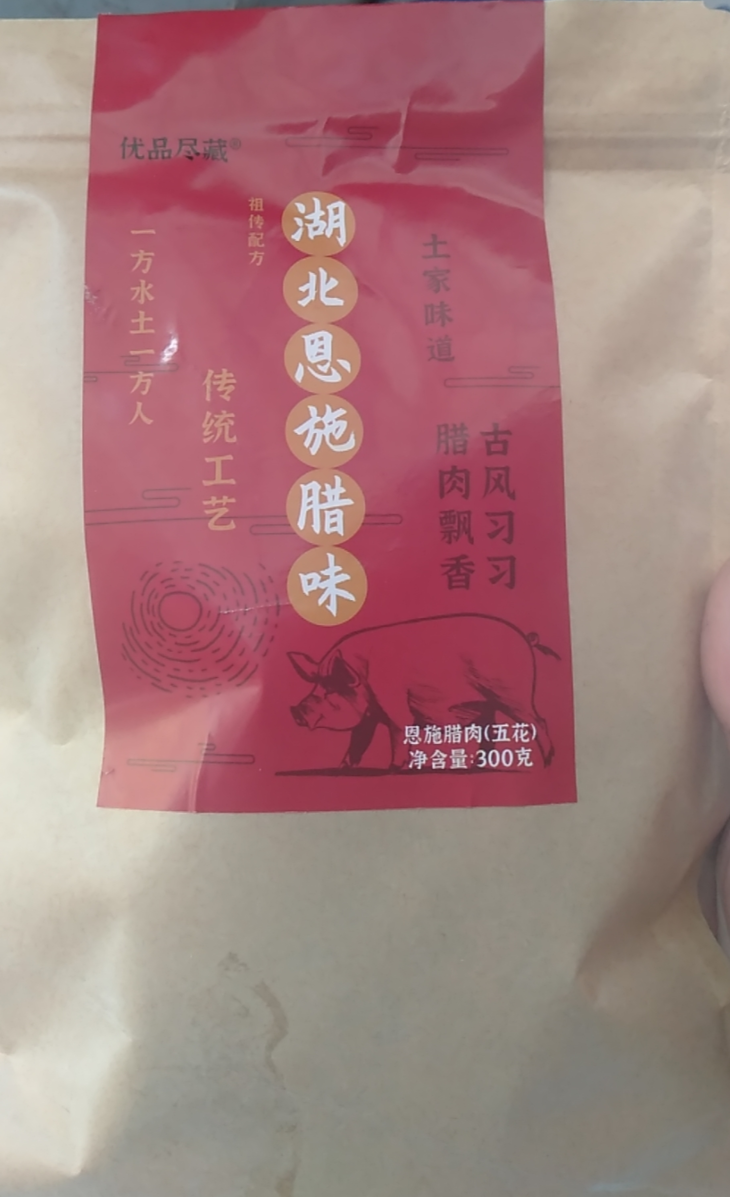 优品尽藏®
祖传配方
湖北恩施腊味
一方水土一方人
传统工艺
土家味道
古风习习
腊肉飘香
恩施腊肉(五花)
净含量:300克